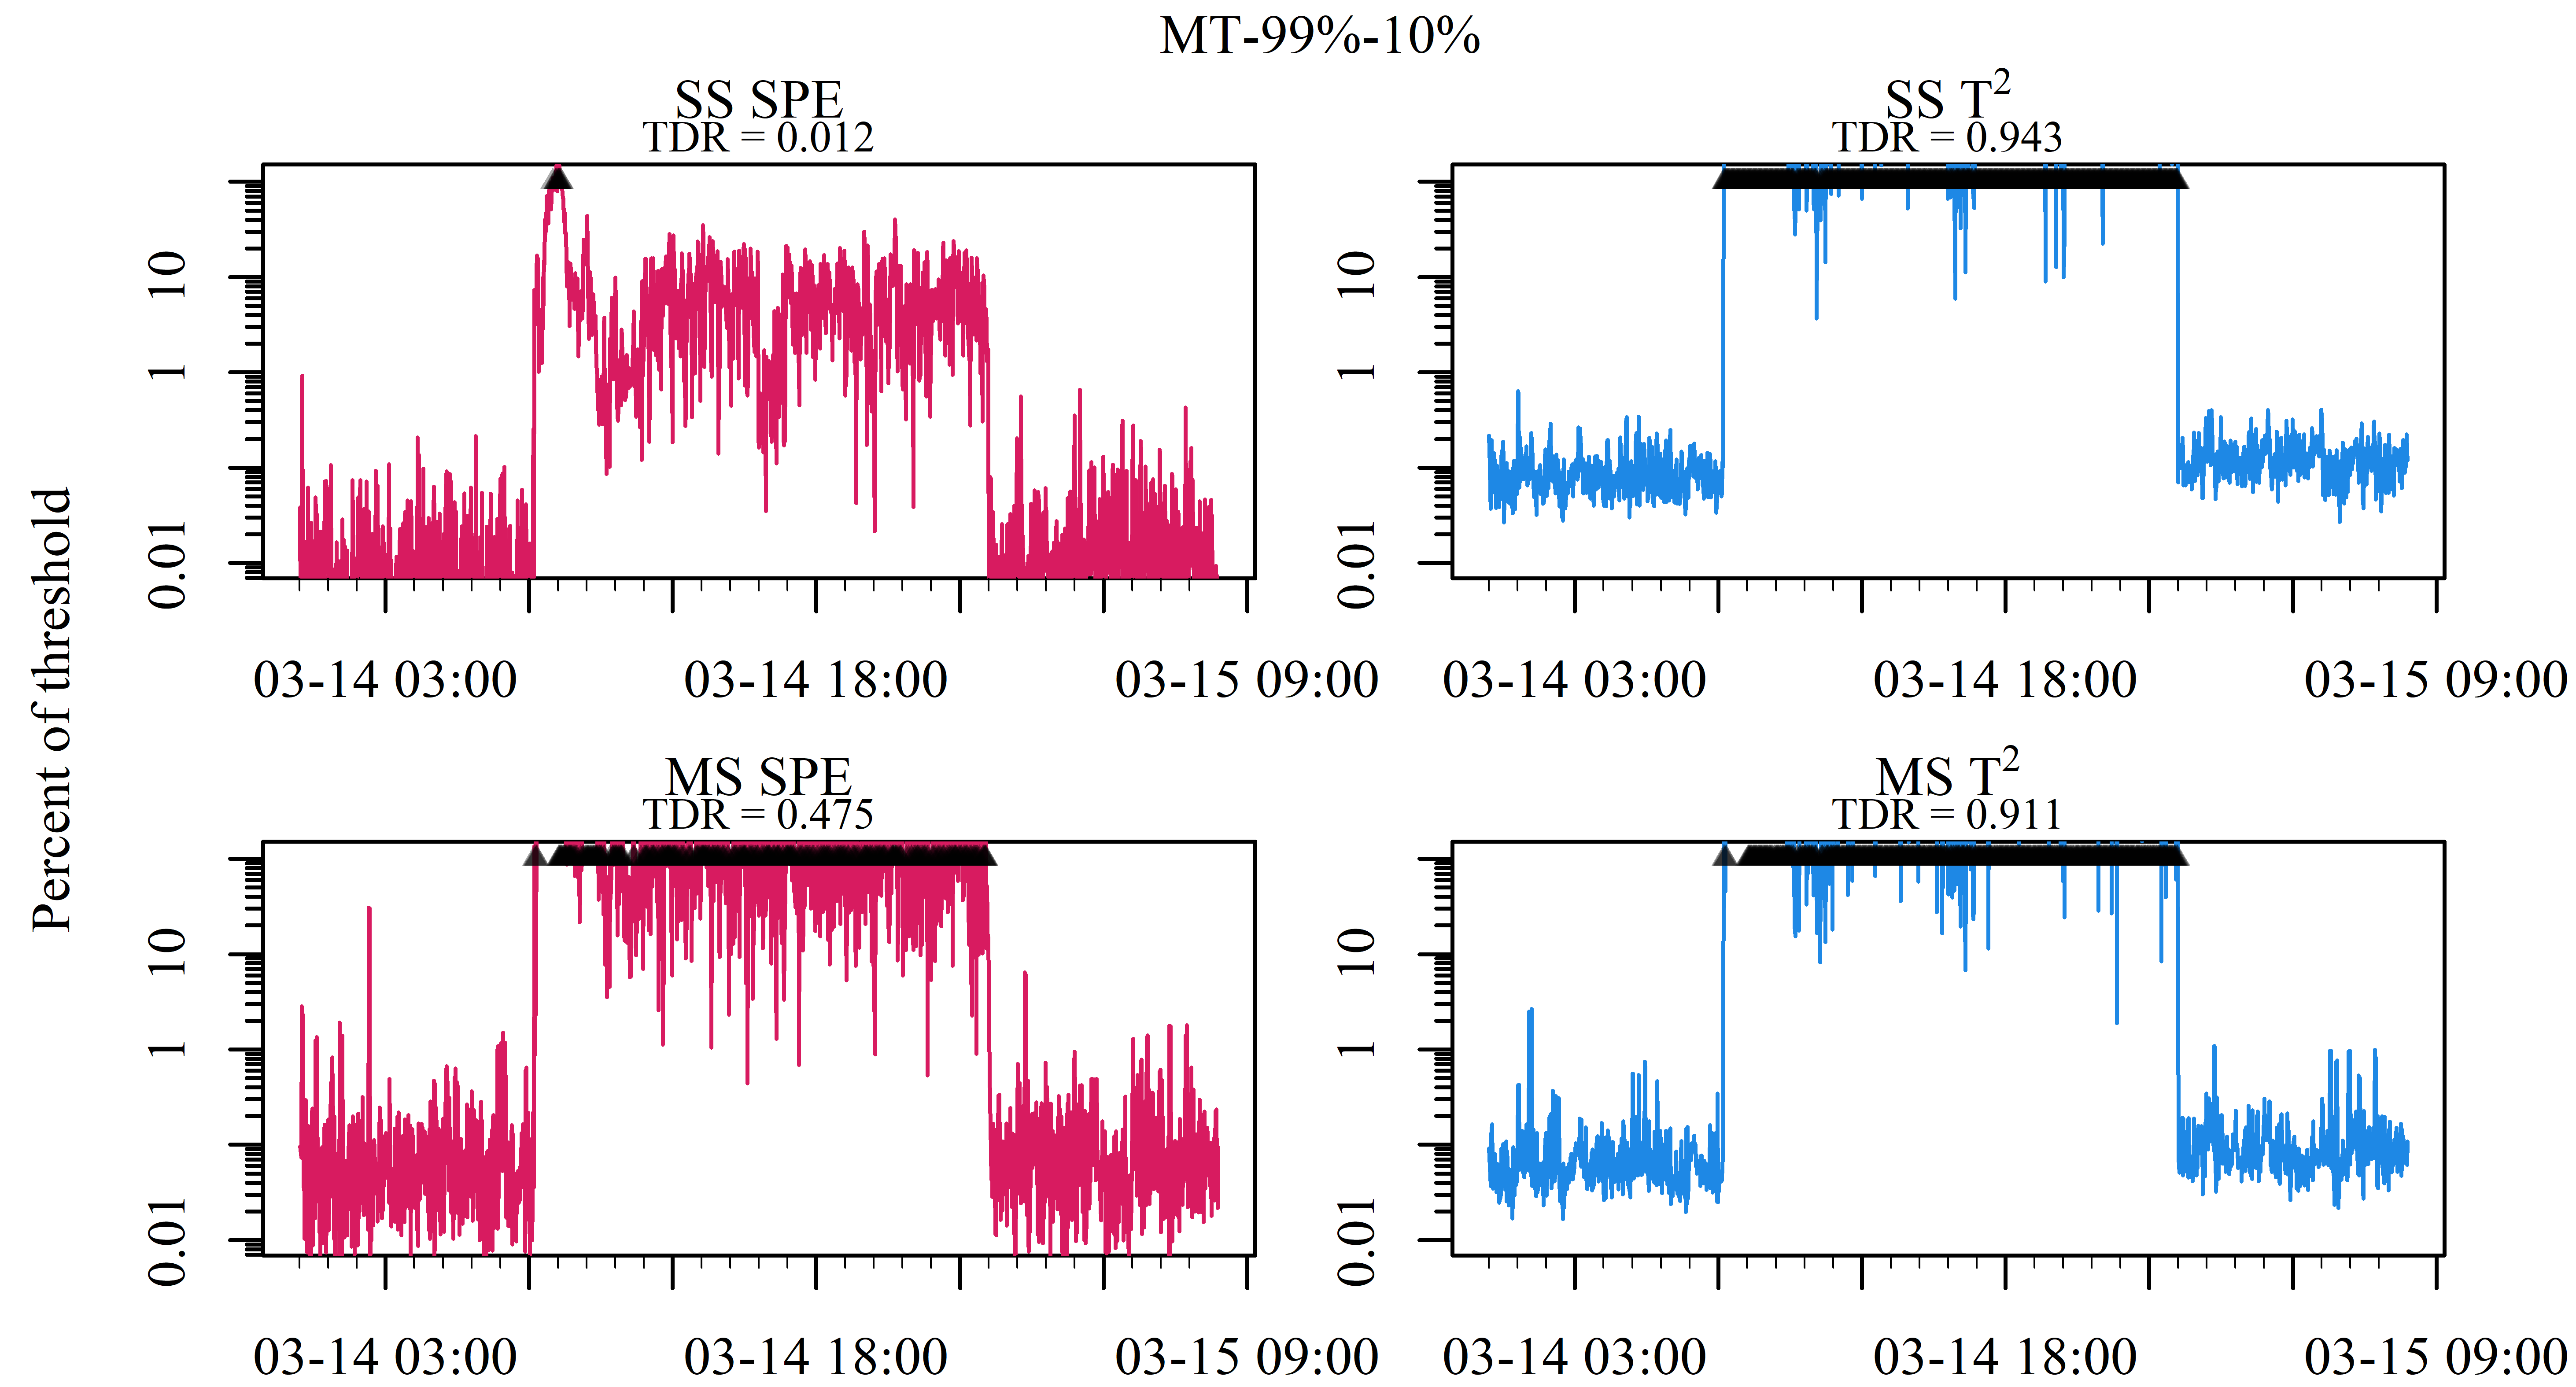 MT-99%-10%
SS SPE
TDR = 0.012
10
1
0.01
03-14 03:00
03-14 18:00
03-15 09:00
SS T²
TDR = 0.943
10
1
0.01
03-14 03:00
03-14 18:00
03-15 09:00
Percent of threshold
MS SPE
TDR = 0.475
10
1
0.01
03-14 03:00
03-14 18:00
03-15 09:00
MS T²
TDR = 0.911
10
1
0.01
03-14 03:00
03-14 18:00
03-15 09:00